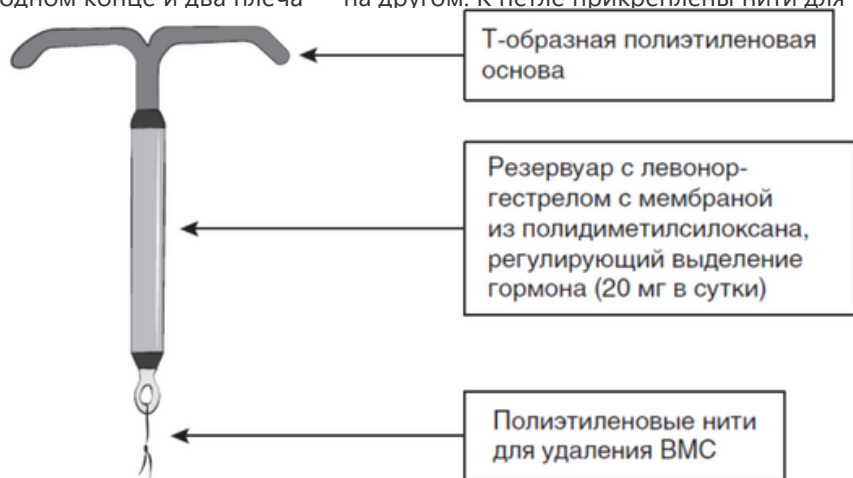 одном конце и два плеча на другом. К петле прикреплены нити для
Т-образная полиэтиленовая
основа
Резервуар с левонор-
гестрелом с мембраной
из полидиметилсилоксана,
регулирующий выделение
гормона (20 мг в сутки)
Полиэтиленовые нити
для удаления ВМС